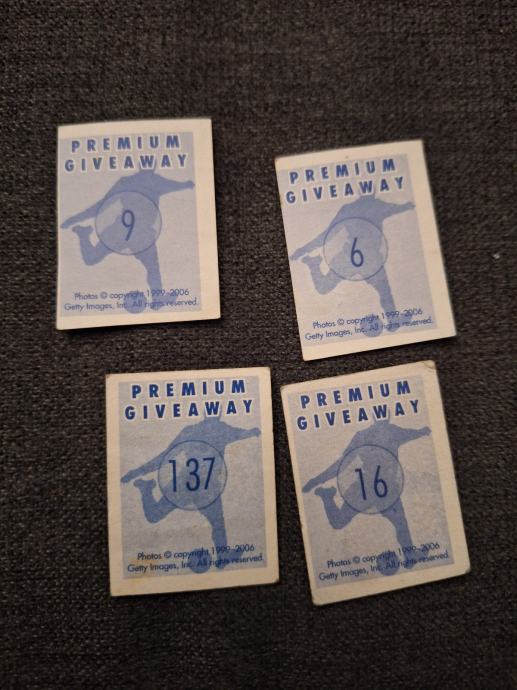 PREMIUM
GIVEAWAY
9
Photos © copyright 1999-2006
Getty Images, Inc. All rights reserved.
PREMIUM
GIVEAWAY
6
Photos © copyright 1999-2006
Getty Images, Inc. All rights reserved.
PREMIUM
GIVEAWAY
137
Photos © copyright 1999-2006
Getty Images, Inc. All rights reserved.
PREMIUM
GIVEAWAY
16
Photos © copyright 1999-2006
Getty Images, Inc. All rights reserved.